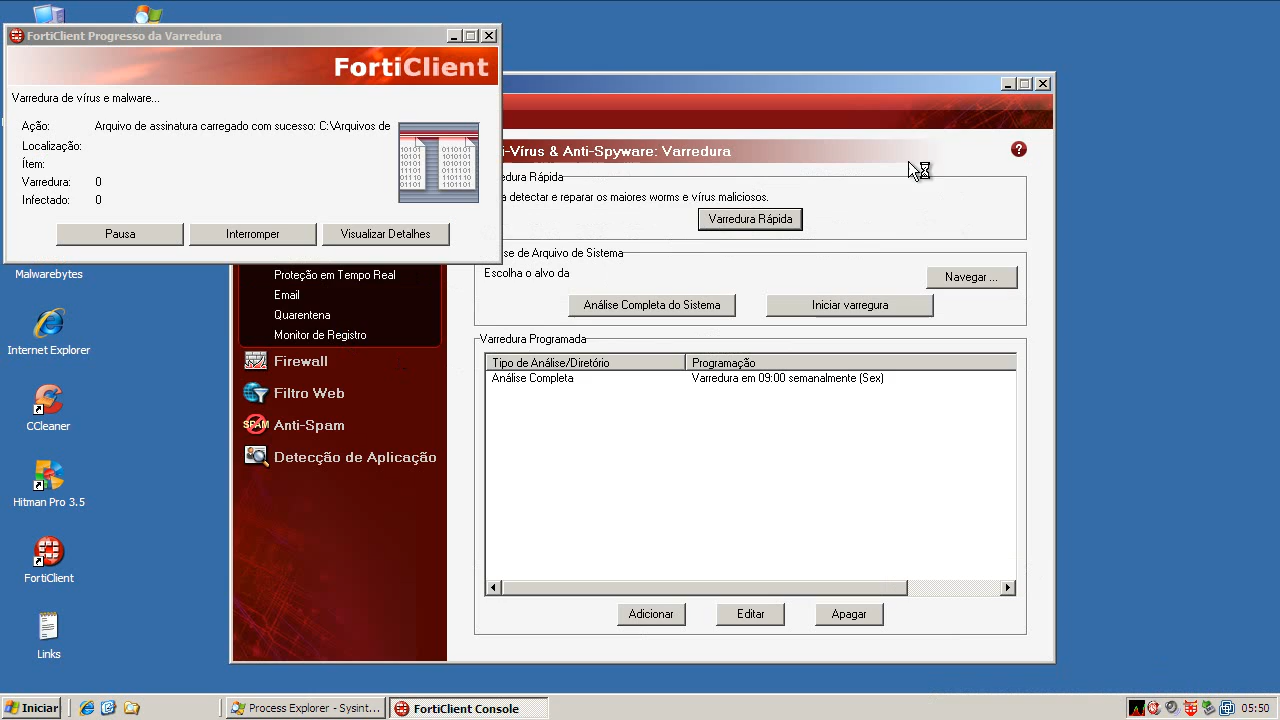 FortiClient Progresso da Varredura
FortiClient
Varredura de vírus e malware...
Ação: Arquivo de assinatura carregado com sucesso: C:\Arquivos de
Localização:
Ítem:
Varredura: 0
Infectado: 0
Pausa
Interromper
Visualizar Detalhes
i-Vírus & Anti-Spyware: Varredura
edura Rápida
a detectar e reparar os maiores worms e vírus maliciosos.
Varredura Rápida
se de Arquivo de Sistema
Escolha o alvo da
Navegar ...
Análise Completa do Sistema
Iniciar varregura
Varredura Programada
Tipo de Análise/Diretório Programação
Análise Completa Varredura em 09:00 semanalmente (Sex)
Adicionar
Editar
Apagar
Proteção em Tempo Real
Email
Quarentena
Monitor de Registro
Firewall
Filtro Web
SPAM
Anti-Spam
Detecção de Aplicação
Malwarebytes
Internet Explorer
CCleaner
Hitman Pro 3.5
FortiClient
Links
Iniciar
Process Explorer - Sysint...
FortiClient Console
05:50